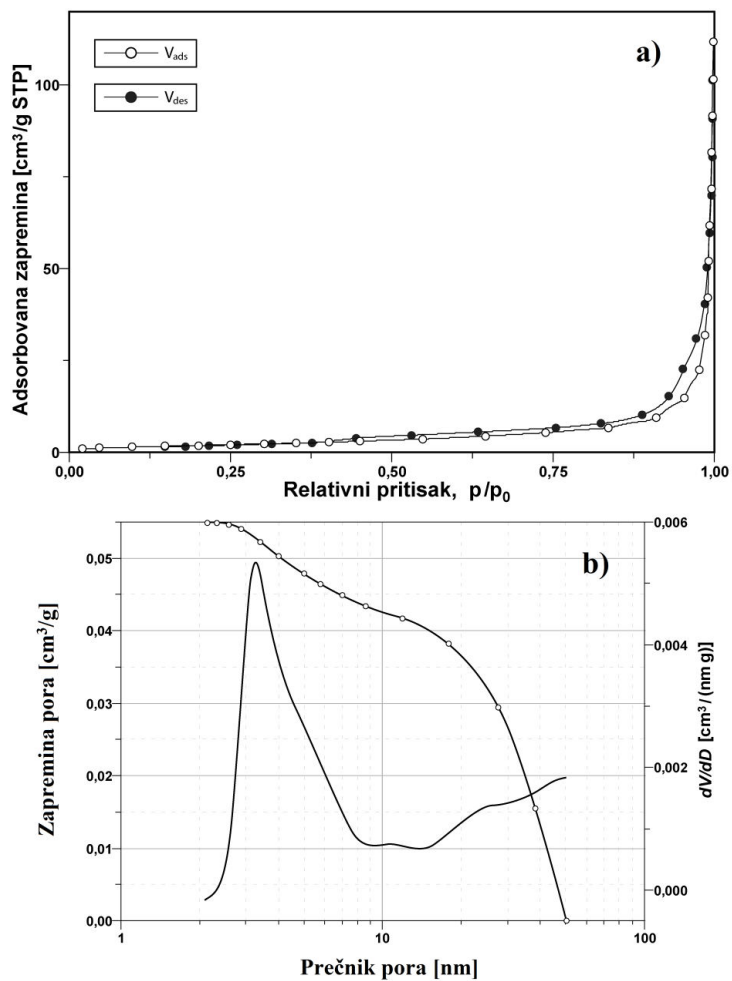 a)
V_ads
V_des
Adsorbovana zapremina [cm³/g STP]
100
50
0
0,00 0,25 0,50 0,75 1,00
Relativni pritisak, p/p₀
b)
Zapremina pora [cm³/g]
0,05
0,04
0,03
0,02
0,01
0,00
0,006
0,004
0,002
0,000
dV/dD [cm³/(nm g)]
1 10 100
Prečnik pora [nm]